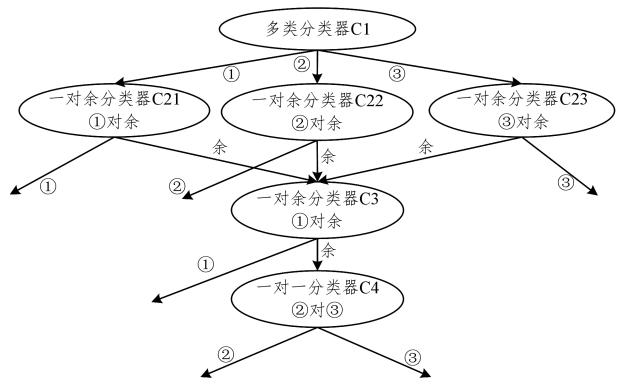 多类分类器C1
① ② ③
一对余分类器C21
①对余
一对余分类器C22
②对余
一对余分类器C23
③对余
余 余 余
① ② ③
一对余分类器C3
①对余
① 余
一对一分类器C4
②对③
② ③